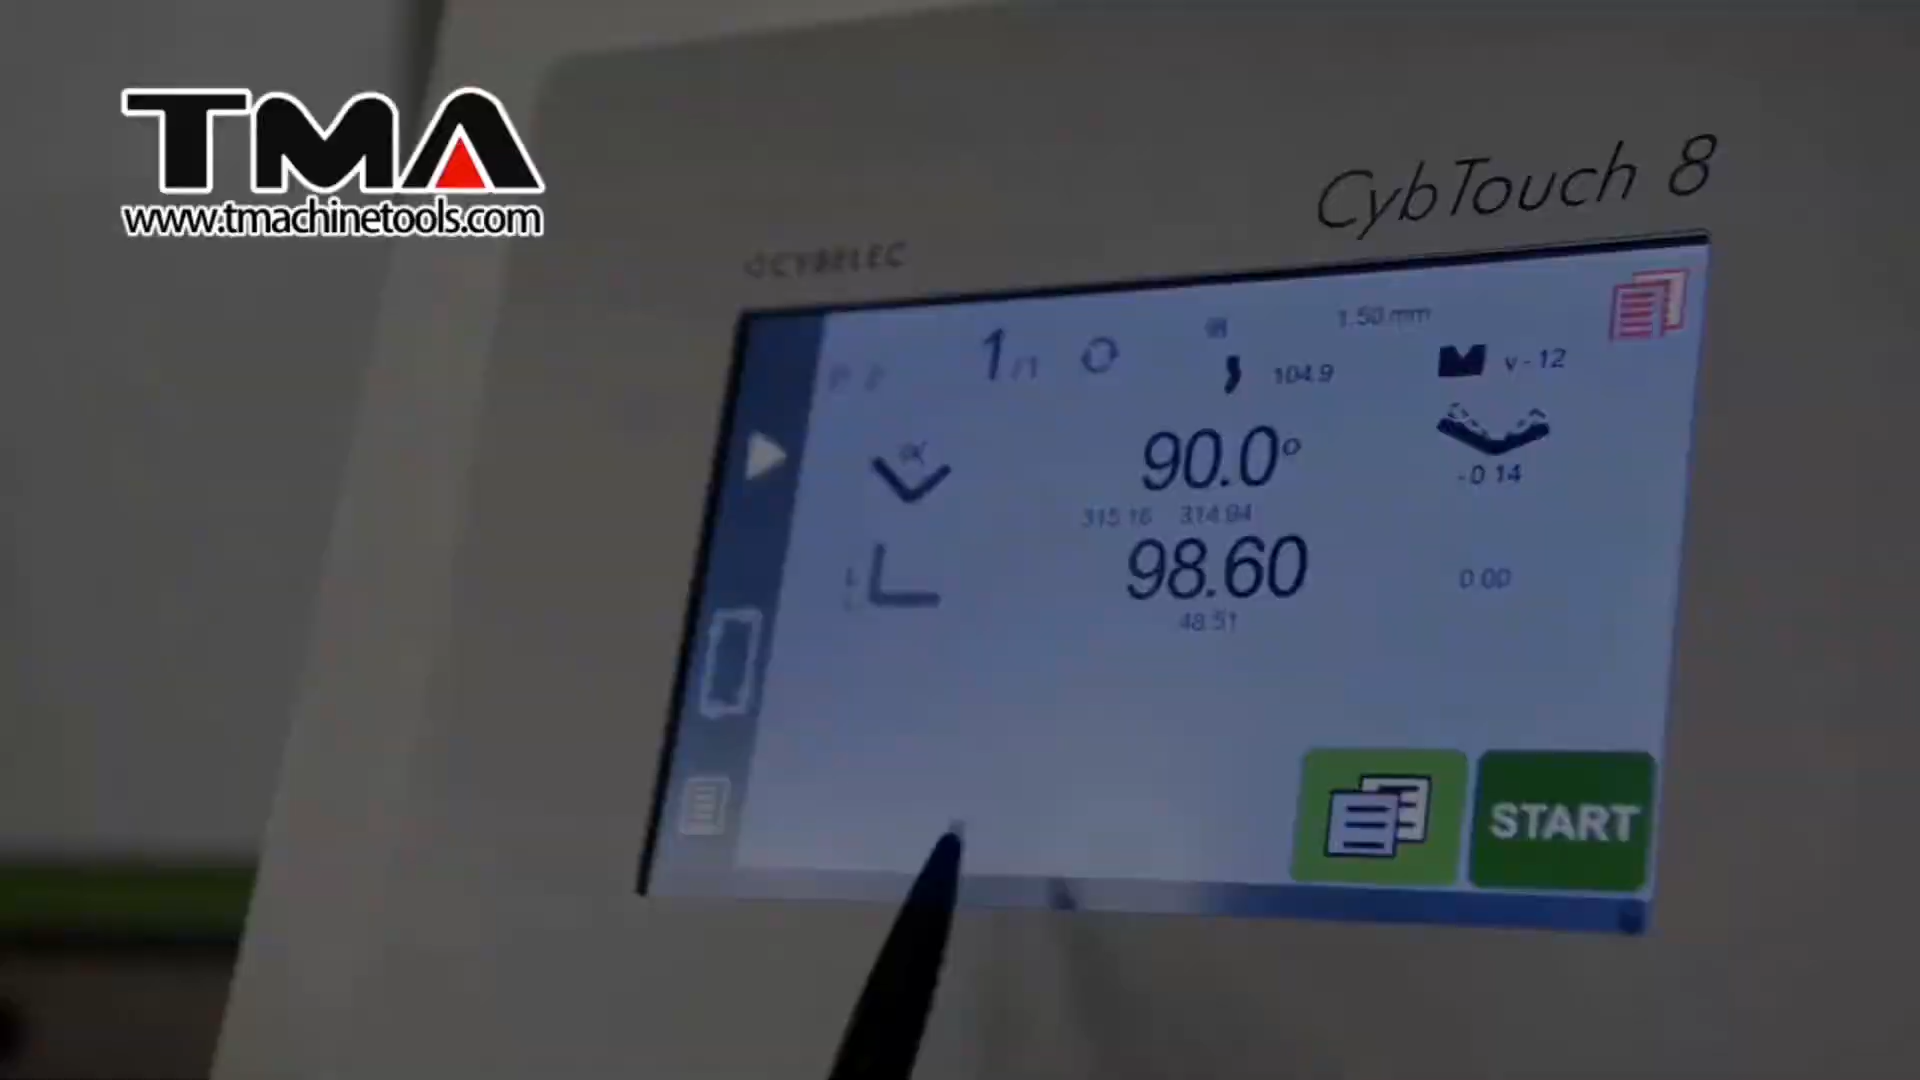 TMA
www.tmachinetools.com
CybTouch 8
CYBELEC
1/1
1.50 mm
104.9
v - 12
α
90.0°
-0.14
315.16 314.94
98.60
0.00
48.51
START